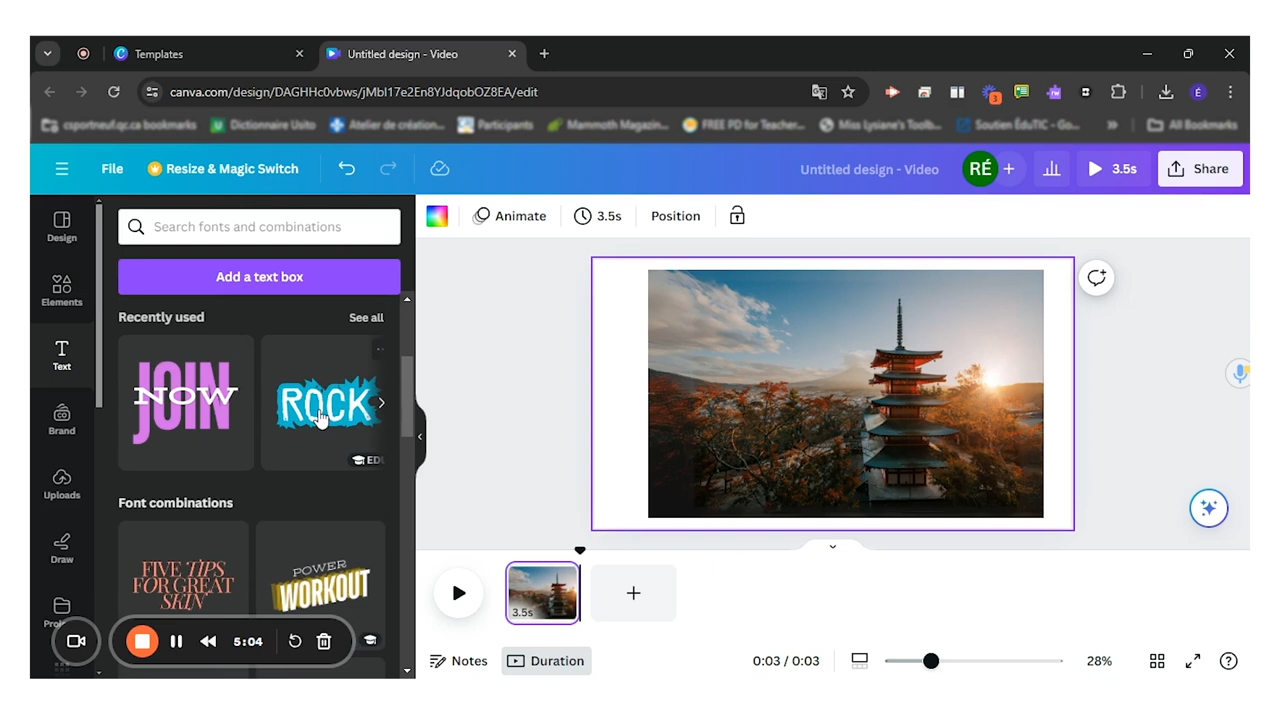 Templates
Untitled design - Video
canva.com/design/DAGHHc0vbws/jMbI17e2En8YJdqobOZ8EA/edit
3
É
csportneuf.qc.ca bookmarks
Dictionnaire Usito
Atelier de création...
Participants
Mammoth Magazin...
FREE PD for Teacher...
Miss Lysiane's Toolb...
Soutien ÉduTIC - Go...
All Bookmarks
File
Resize & Magic Switch
Untitled design - Video
RÉ
3.5s
Share
Design
Elements
Text
Brand
Uploads
Draw
Search fonts and combinations
Add a text box
Recently used
See all
JOIN
NOW
ROCK
EDU
Font combinations
FIVE TIPS
FOR GREAT
SKIN
POWER
WORKOUT
5:04
Animate
3.5s
Position
3.5s
Notes
Duration
0:03 / 0:03
28%